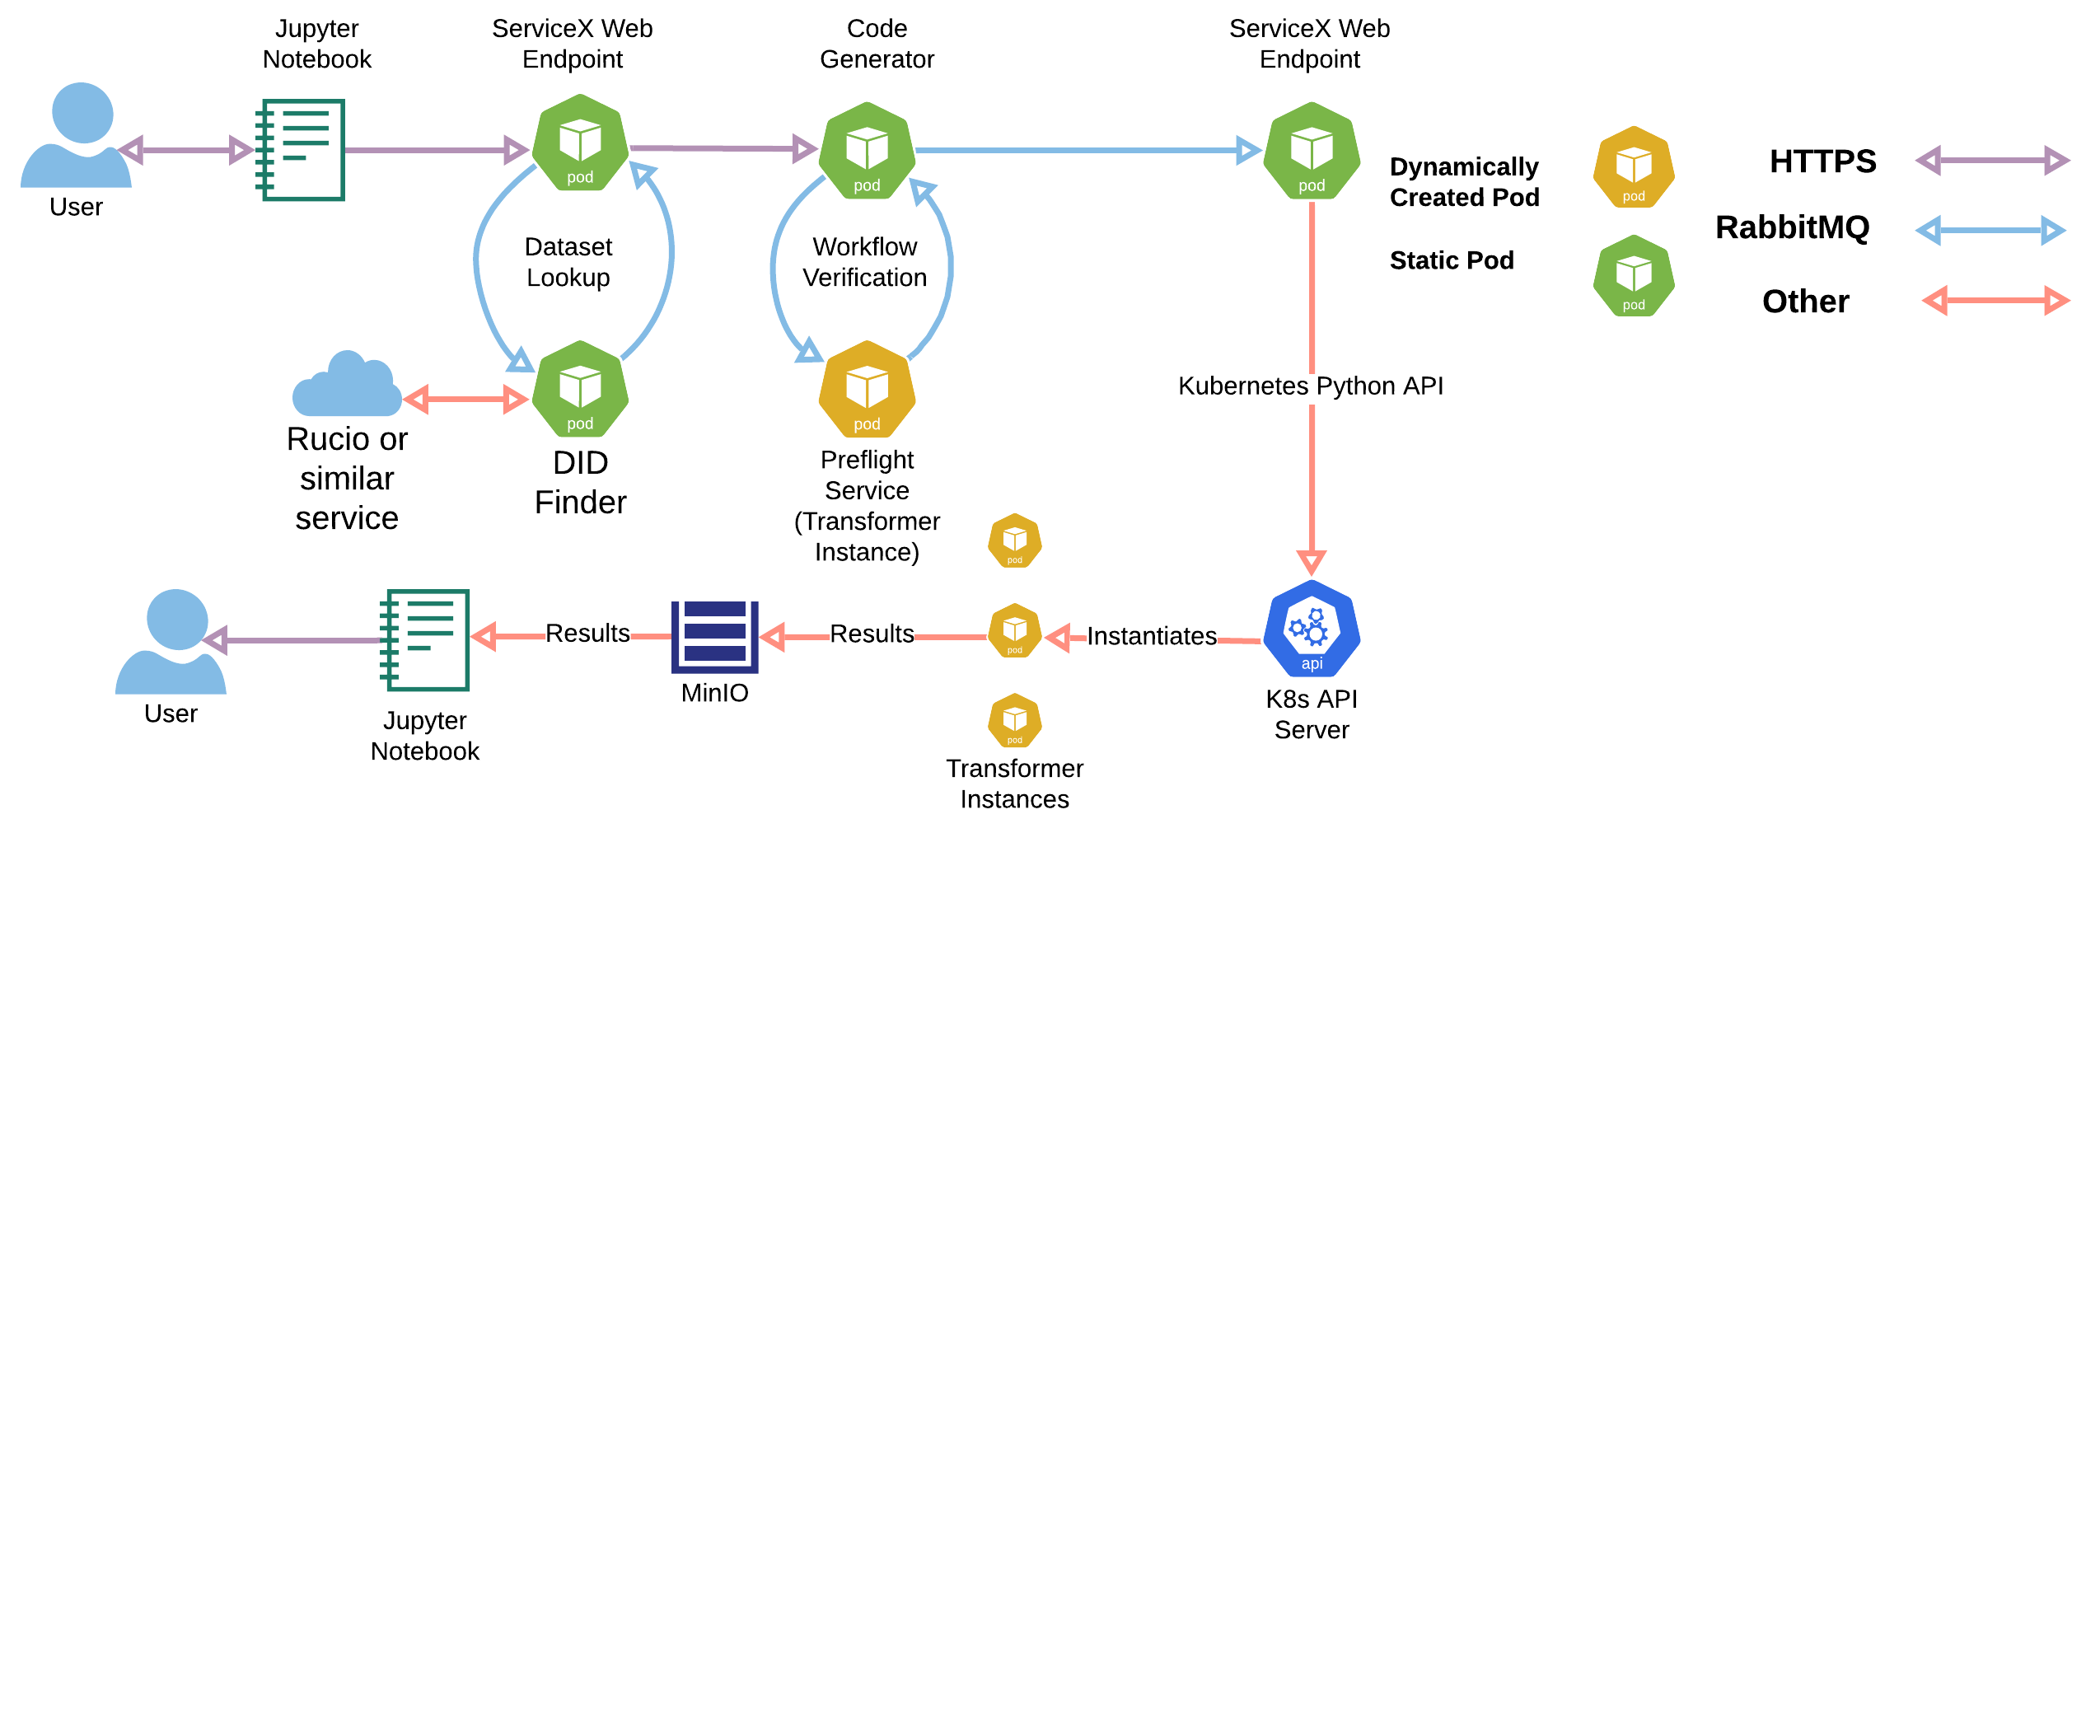 Jupyter
Notebook
ServiceX Web
Endpoint
Code
Generator
ServiceX Web
Endpoint
User
pod
pod
pod
Dynamically
Created Pod
pod
Static Pod
pod
HTTPS
RabbitMQ
Other
Dataset
Lookup
Workflow
Verification
Kubernetes Python API
Rucio or
similar
service
pod
DID
Finder
pod
Preflight
Service
(Transformer
Instance)
pod
User
Jupyter
Notebook
Results
MinIO
Results
pod
Instantiates
api
K8s API
Server
pod
Transformer
Instances